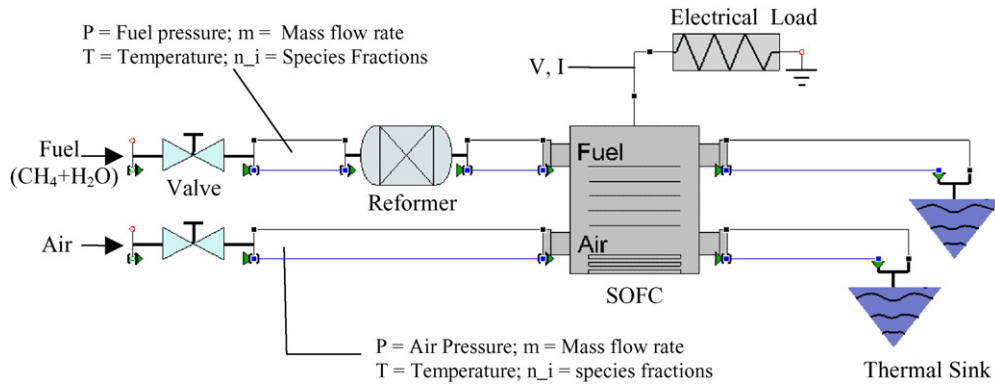 Electrical Load
P = Fuel pressure; m = Mass flow rate
T = Temperature; n_i = Species Fractions
V, I
Fuel
(CH₄+H₂O)
Valve
Reformer
Fuel
Air
Air
SOFC
P = Air Pressure; m = Mass flow rate
T = Temperature; n_i = species fractions
Thermal Sink